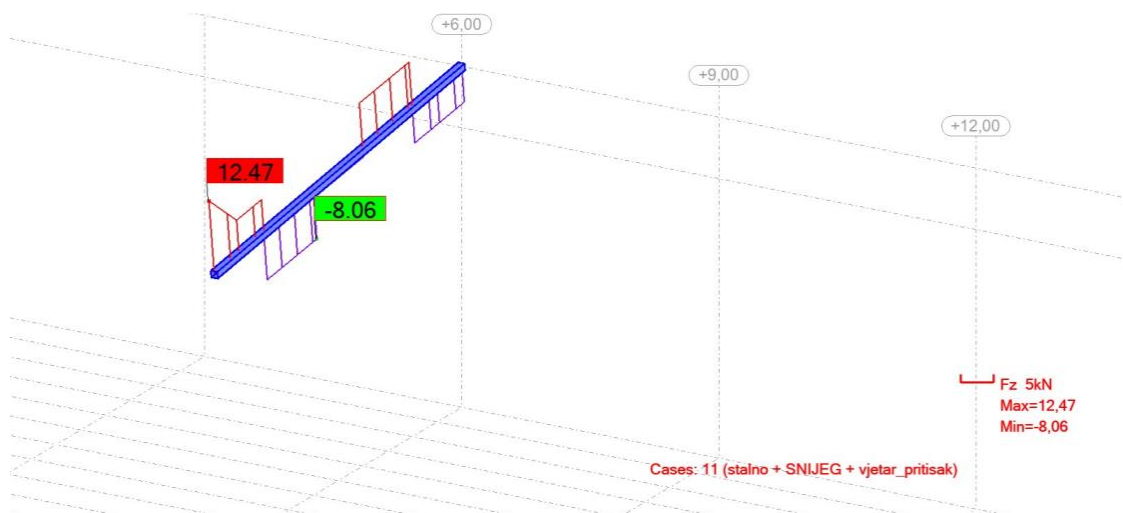 +6,00
+9,00
+12,00
12.47
-8.06
Fz 5kN
Max=12,47
Min=-8,06
Cases: 11 (stalno + SNIJEG + vjetar_pritisak)